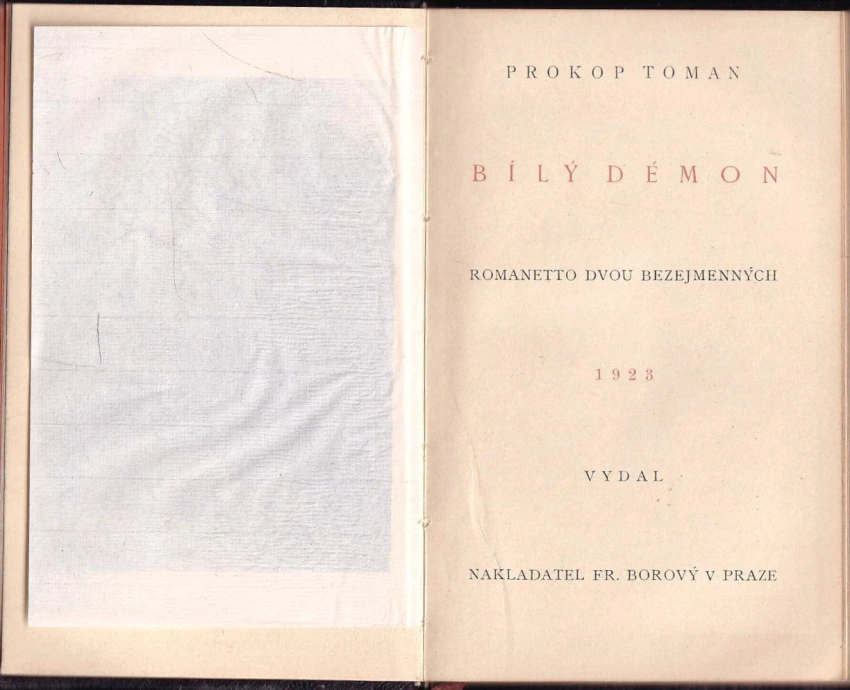 PROKOP TOMAN
BÍLÝ DÉMON
ROMANETTO DVOU BEZEJMENNÝCH
1923
VYDAL
NAKLADATEL FR. BOROVÝ V PRAZE